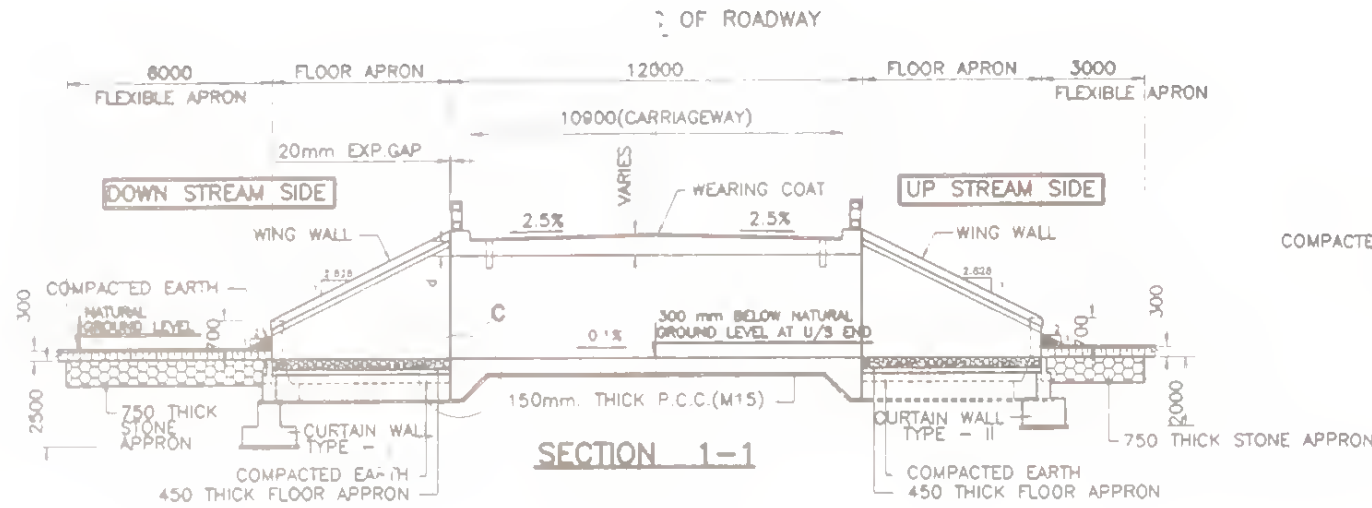 OF ROADWAY
6000
FLOOR APRON
12000
FLOOR APRON
3000
FLEXIBLE APRON
FLEXIBLE APRON
10900(CARRIAGEWAY)
20mm EXP.GAP
VARIES
DOWN STREAM SIDE
WEARING COAT
UP STREAM SIDE
2.5%
2.5%
WING WALL
WING WALL
COMPACTE
2.828
2.828
COMPACTED EARTH
300
NATURAL
GROUND LEVEL
C
300 mm BELOW NATURAL
GROUND LEVEL AT U/S END
0.1%
300
2500
2000
750 THICK
STONE
APPRON
150mm. THICK P.C.C.(M15)
CURTAIN WALL
TYPE -
CURTAIN WALL
TYPE - II
750 THICK STONE APPRON
SECTION 1-1
COMPACTED EARTH
450 THICK FLOOR APPRON
COMPACTED EARTH
450 THICK FLOOR APPRON